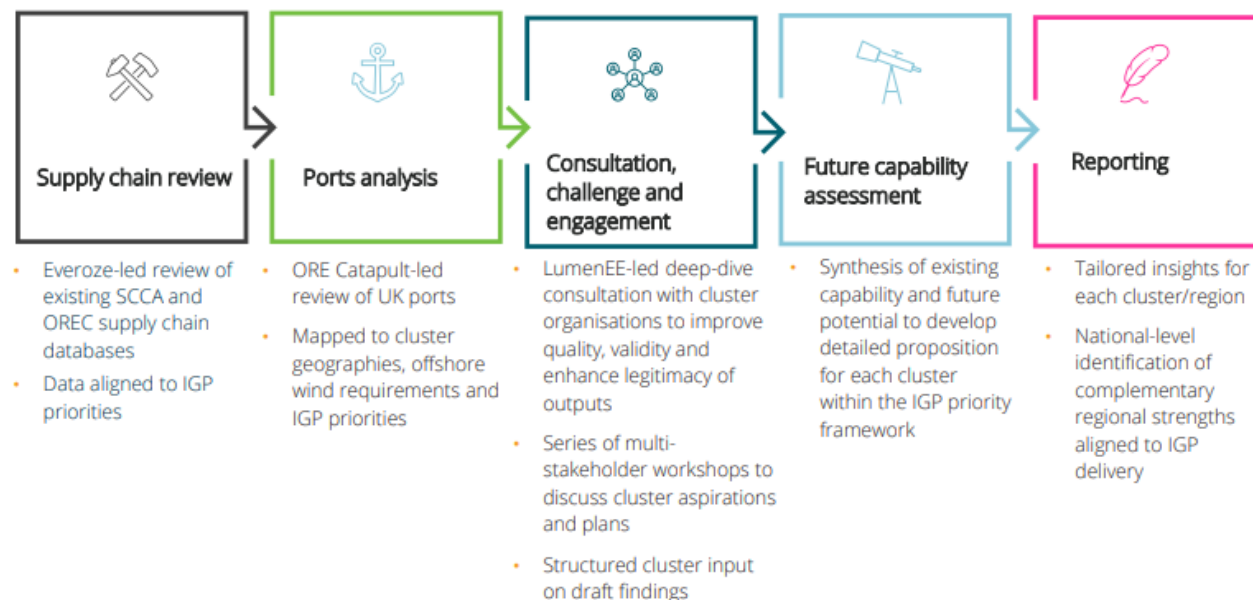 Supply chain review
• Everoze-led review of
existing SCCA and
OREC supply chain
databases
• Data aligned to IGP
priorities
Ports analysis
• ORE Catapult-led
review of UK ports
• Mapped to cluster
geographies, offshore
wind requirements and
IGP priorities
Consultation,
challenge and
engagement
• LumenEE-led deep-dive
consultation with cluster
organisations to improve
quality, validity and
enhance legitimacy of
outputs
• Series of multi-
stakeholder workshops to
discuss cluster aspirations
and plans
• Structured cluster input
on draft findings
Future capability
assessment
• Synthesis of existing
capability and future
potential to develop
detailed proposition
for each cluster
within the IGP priority
framework
Reporting
• Tailored insights for
each cluster/region
• National-level
identification of
complementary
regional strengths
aligned to IGP
delivery